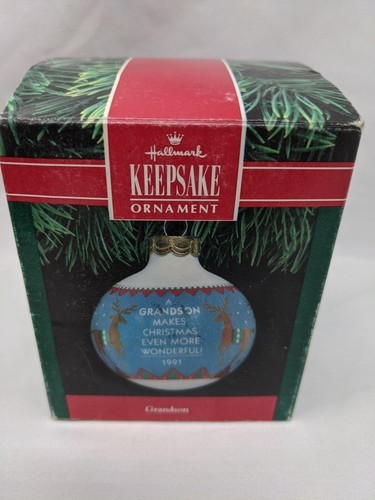 Hallmark
KEEPSAKE
ORNAMENT
A
GRANDSON
MAKES
CHRISTMAS
EVEN MORE
WONDERFUL!
1991
Grandson